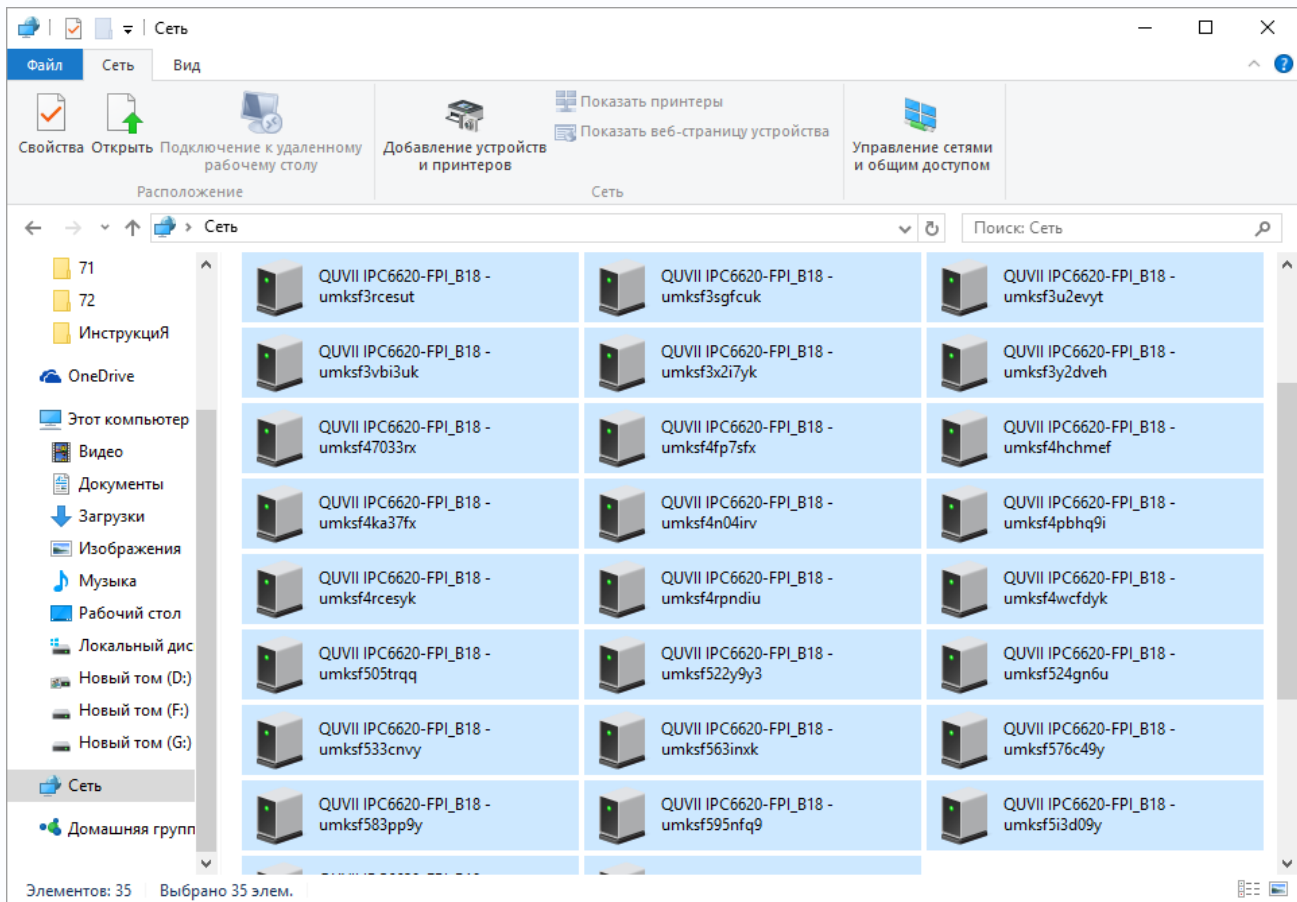 Сеть
Файл
Сеть
Вид
Свойства
Открыть
Подключение к удаленному
рабочему столу
Расположение
Добавление устройств
и принтеров
Показать принтеры
Показать веб-страницу устройства
Сеть
Управление сетями
и общим доступом
Сеть
Поиск: Сеть
71
72
ИнструкциЯ
OneDrive
Этот компьютер
Видео
Документы
Загрузки
Изображения
Музыка
Рабочий стол
Локальный дис
Новый том (D:)
Новый том (F:)
Новый том (G:)
Сеть
Домашняя групп
QUVII IPC6620-FPI_B18 -
umksf3rcesut
QUVII IPC6620-FPI_B18 -
umksf3sgfcuk
QUVII IPC6620-FPI_B18 -
umksf3u2evyt
QUVII IPC6620-FPI_B18 -
umksf3vbi3uk
QUVII IPC6620-FPI_B18 -
umksf3x2i7yk
QUVII IPC6620-FPI_B18 -
umksf3y2dveh
QUVII IPC6620-FPI_B18 -
umksf47033rx
QUVII IPC6620-FPI_B18 -
umksf4fp7sfx
QUVII IPC6620-FPI_B18 -
umksf4hchmef
QUVII IPC6620-FPI_B18 -
umksf4ka37fx
QUVII IPC6620-FPI_B18 -
umksf4n04irv
QUVII IPC6620-FPI_B18 -
umksf4pbhq9i
QUVII IPC6620-FPI_B18 -
umksf4rcesyk
QUVII IPC6620-FPI_B18 -
umksf4rpndiu
QUVII IPC6620-FPI_B18 -
umksf4wcfdyk
QUVII IPC6620-FPI_B18 -
umksf505trqq
QUVII IPC6620-FPI_B18 -
umksf522y9y3
QUVII IPC6620-FPI_B18 -
umksf524gn6u
QUVII IPC6620-FPI_B18 -
umksf533cnvy
QUVII IPC6620-FPI_B18 -
umksf563inxk
QUVII IPC6620-FPI_B18 -
umksf576c49y
QUVII IPC6620-FPI_B18 -
umksf583pp9y
QUVII IPC6620-FPI_B18 -
umksf595nfq9
QUVII IPC6620-FPI_B18 -
umksf5i3d09y
Элементов: 35
Выбрано 35 элем.